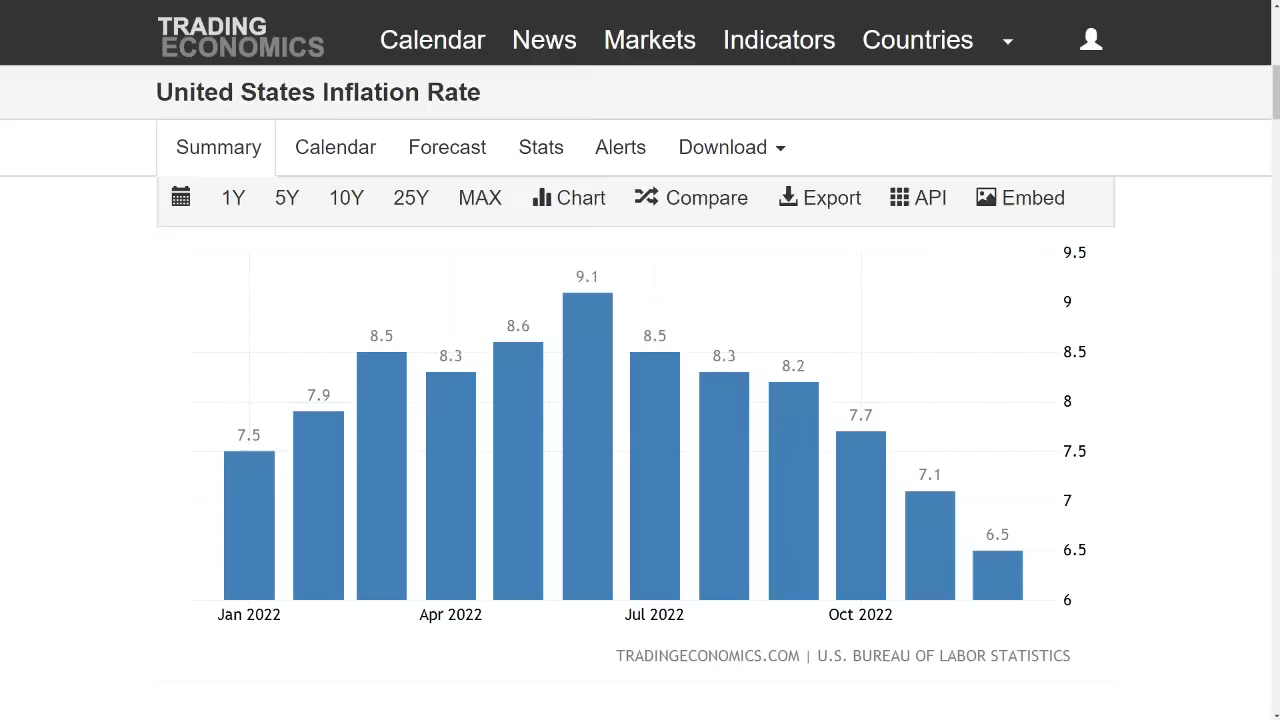 TRADING
ECONOMICS
Calendar News Markets Indicators Countries
United States Inflation Rate
Summary Calendar Forecast Stats Alerts Download
1Y 5Y 10Y 25Y MAX Chart Compare Export API Embed
9.5
9.1
9
8.6
8.5 8.5 8.5
8.3 8.3
8.2
7.9 8
7.7
7.5 7.5
7.1
7
6.5 6.5
6
Jan 2022 Apr 2022 Jul 2022 Oct 2022
TRADINGECONOMICS.COM | U.S. BUREAU OF LABOR STATISTICS